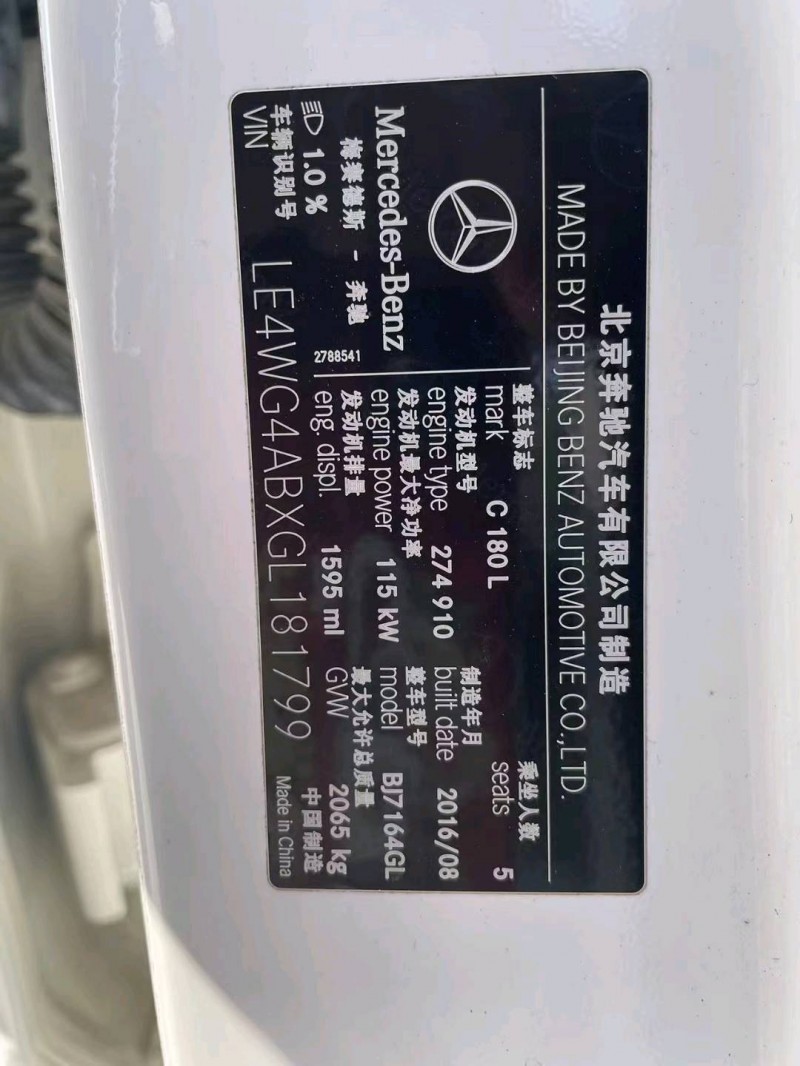 北京奔驰汽车有限公司制造
MADE BY BEIJING BENZ AUTOMOTIVE CO.,LTD.
整车标志 乘坐人数
mark C 180 L seats 5
发动机型号 制造年月
engine type 274 910 built date 2016/08
发动机最大净功率 整车型号
engine power 115 kW model BJ7164GL
发动机排量 最大允许总质量
eng. displ. 1595 ml GVW 2065 kg
Mercedes-Benz
梅赛德斯 - 奔驰
1.0 % 2788541
中国制造
车辆识别号
VIN LE4WG4ABXGL181799
Made in China